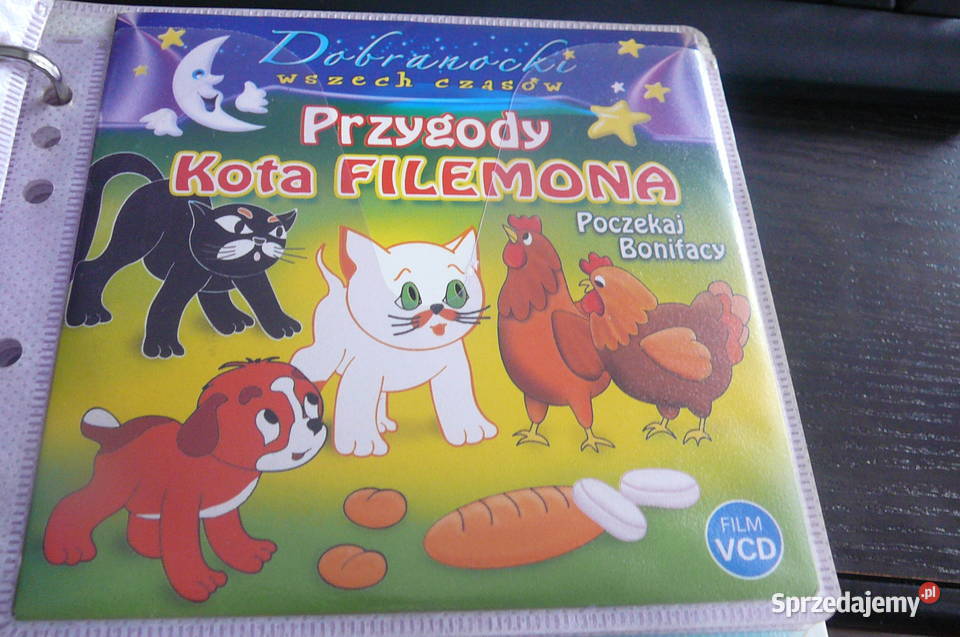 Dobranocki
wszech czasów
Przygody
Kota FILEMONA
Poczekaj
Bonifacy
FILM
VCD
Sprzedajemy.pl